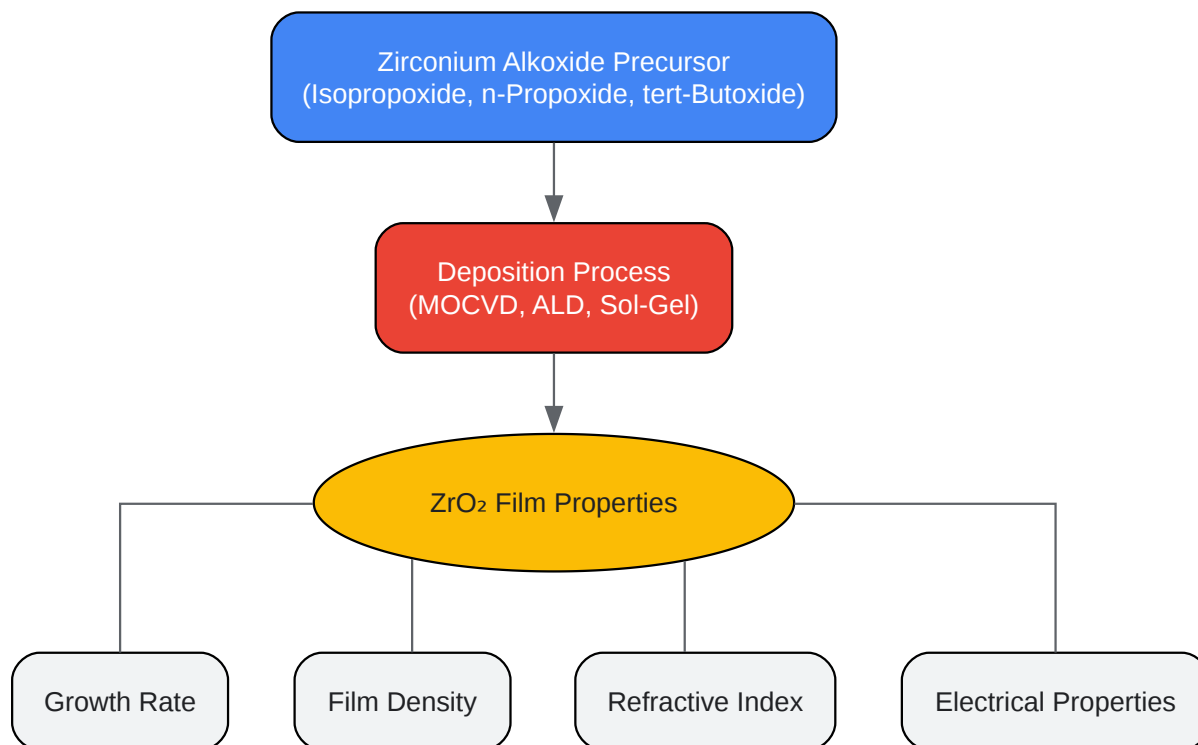 Zirconium Alkoxide Precursor
(Isopropoxide, n-Propoxide, tert-Butoxide)
Deposition Process
(MOCVD, ALD, Sol-Gel)
ZrO₂ Film Properties
Growth Rate
Film Density
Refractive Index
Electrical Properties